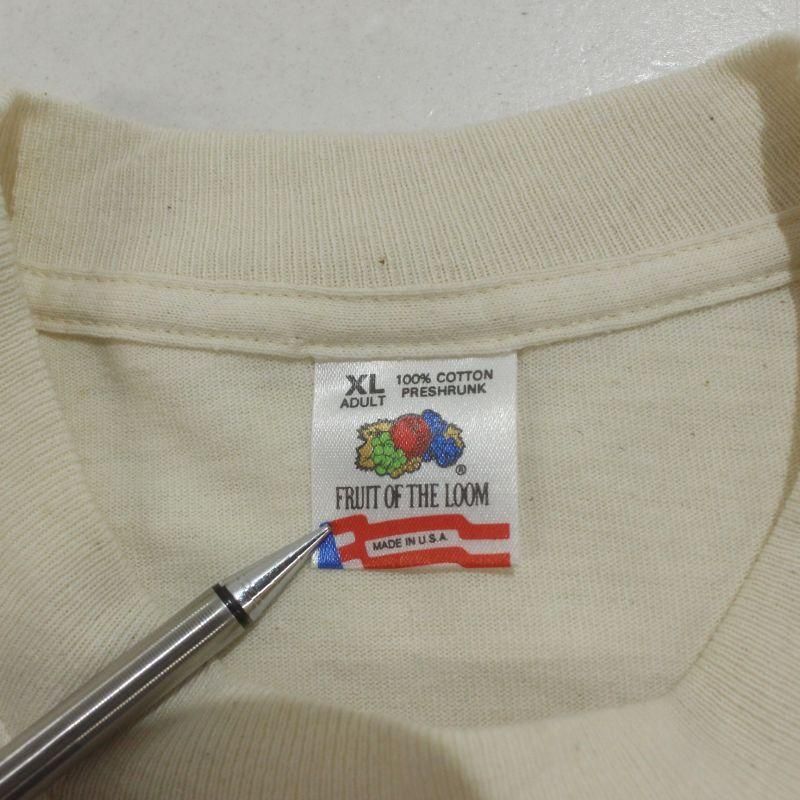 XL 100% COTTON
ADULT PRESHRUNK
®
FRUIT OF THE LOOM
MADE IN U.S.A.